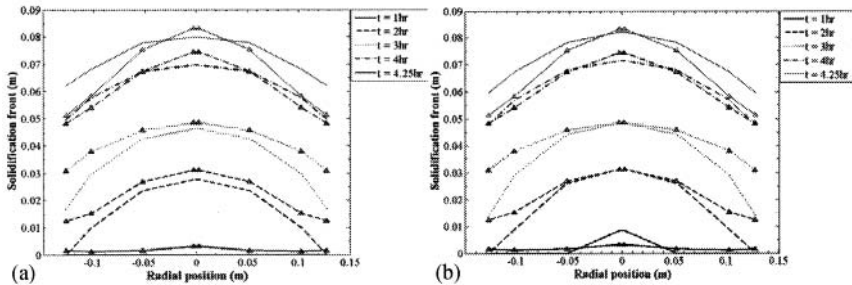 0.09
0.08
0.07
0.06
0.05
0.04
0.03
0.02
0.01
0
Solidification front (m)
-0.1
-0.05
0
0.05
0.1
0.15
Radial position (m)
t = 1hr
t = 2hr
t = 3hr
t = 4hr
t = 4.25hr
(a)
0.09
0.08
0.07
0.06
0.05
0.04
0.03
0.02
0.01
0
Solidification front (m)
-0.1
-0.05
0
0.05
0.1
0.15
Radial position (m)
t = 1hr
t = 2hr
t = 3hr
t = 4hr
t = 4.25hr
(b)